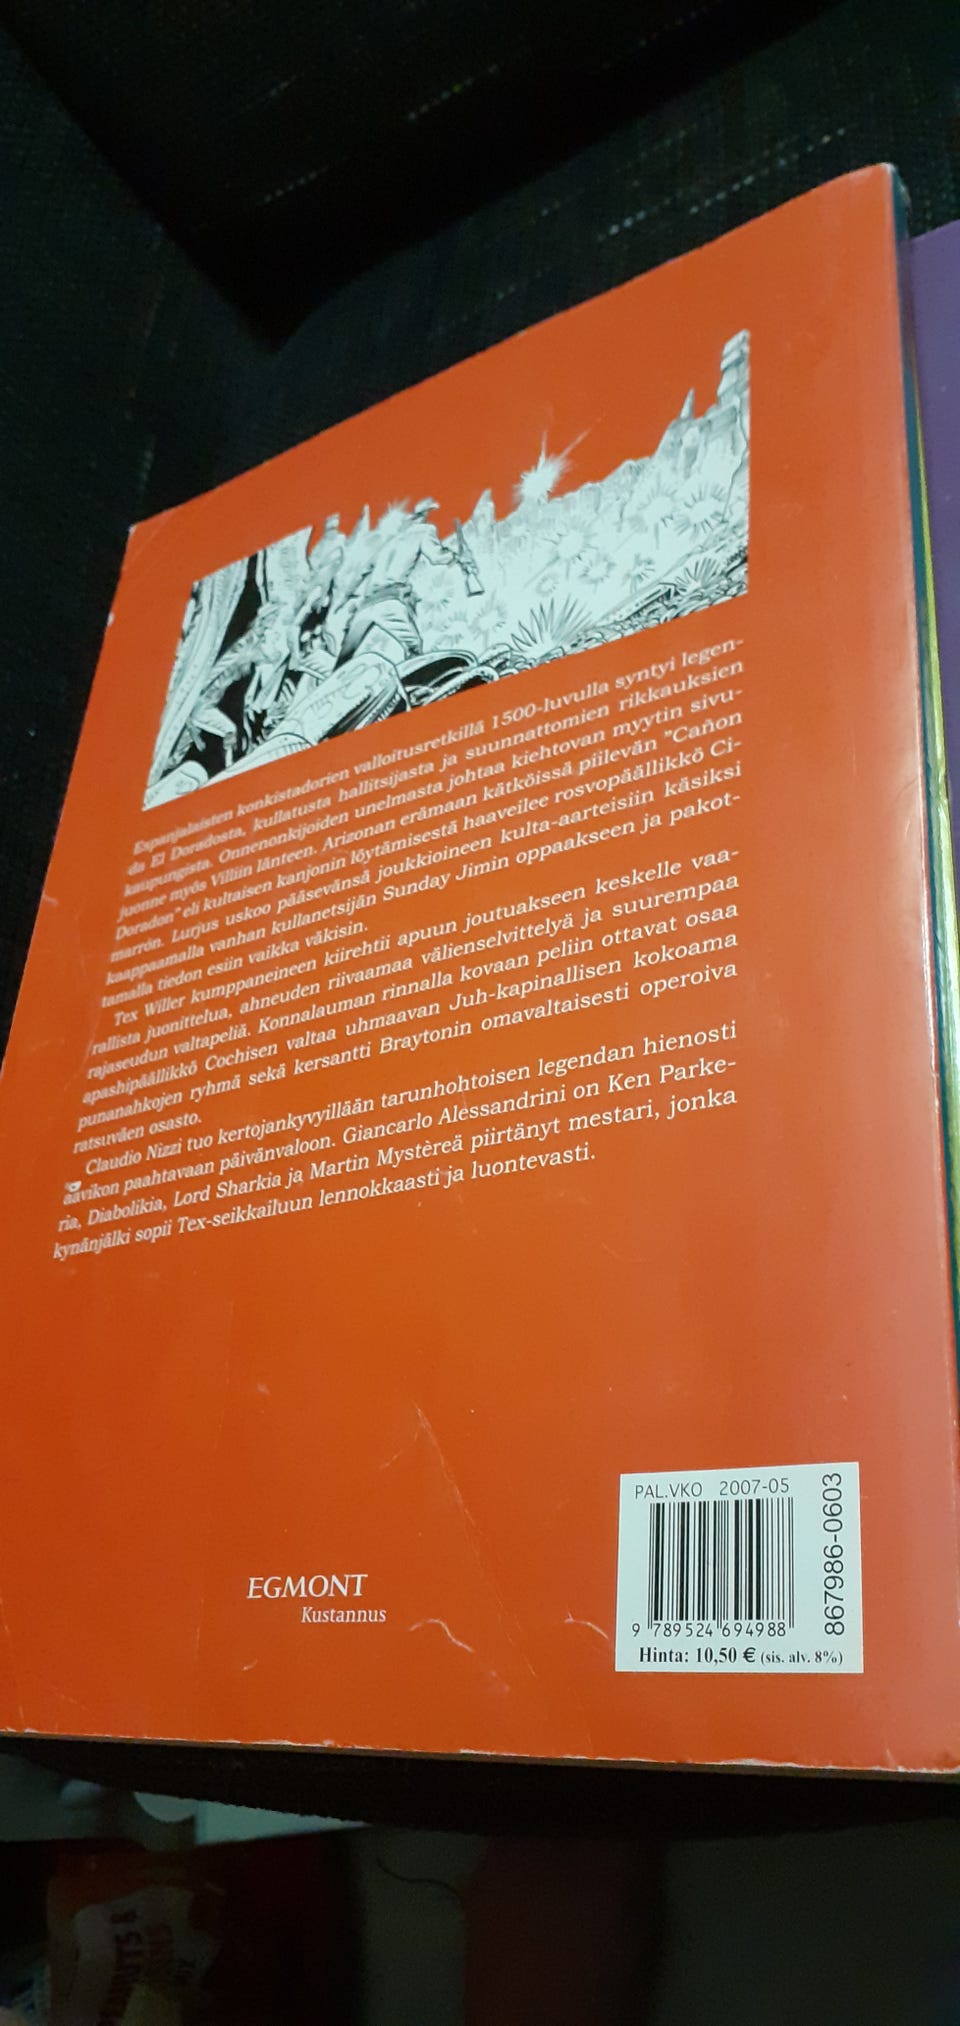 Espanjalaisten konkistadorien valloitusretkillä 1500-luvulla syntyi legen-
da El Doradosta, kullatusta hallitsijasta ja suunnattomien rikkauksien
kaupungista. Onnenonkijoiden unelmasta johtaa kiehtovan myytin sivu-
juonne myös Villiin länteen. Arizonan erämaan kätköissä piilevän "Cañon
Doradon" eli kultaisen kanjonin löytämisestä haaveilee rosvopäällikkö Ci-
marrón. Lurjus uskoo pääsevänsä joukkioineen kulta-aarteisiin käsiksi
kaappaamalla vanhan kullanetsijän Sunday Jimin oppaakseen ja pakot-
tamalla tiedon esiin vaikka väkisin.
Tex Willer kumppaneineen kiirehtii apuun joutuakseen keskelle vaa-
rallista juonittelua, ahneuden riivaamaa välienselvittelyä ja suurempaa
rajaseudun valtapeliä. Konnalauman rinnalla kovaan peliin ottavat osaa
apashipäällikkö Cochisen valtaa uhmaavan Juh-kapinallisen kokoama
punanahkojen ryhmä sekä kersantti Braytonin omavaltaisesti operoiva
ratsuväen osasto.
Claudio Nizzi tuo kertojankyvyillään tarunhohtoisen legendan hienosti
aavikon paahtavaan päivänvaloon. Giancarlo Alessandrini on Ken Parke-
ria, Diabolikia, Lord Sharkia ja Martin Mystèreä piirtänyt mestari, jonka
kynänjälki sopii Tex-seikkailuun lennokkaasti ja luontevasti.
EGMONT
Kustannus
PAL.VKO 2007-05
9 789524 694988
867986-0603
Hinta: 10,50 € (sis. alv. 8%)